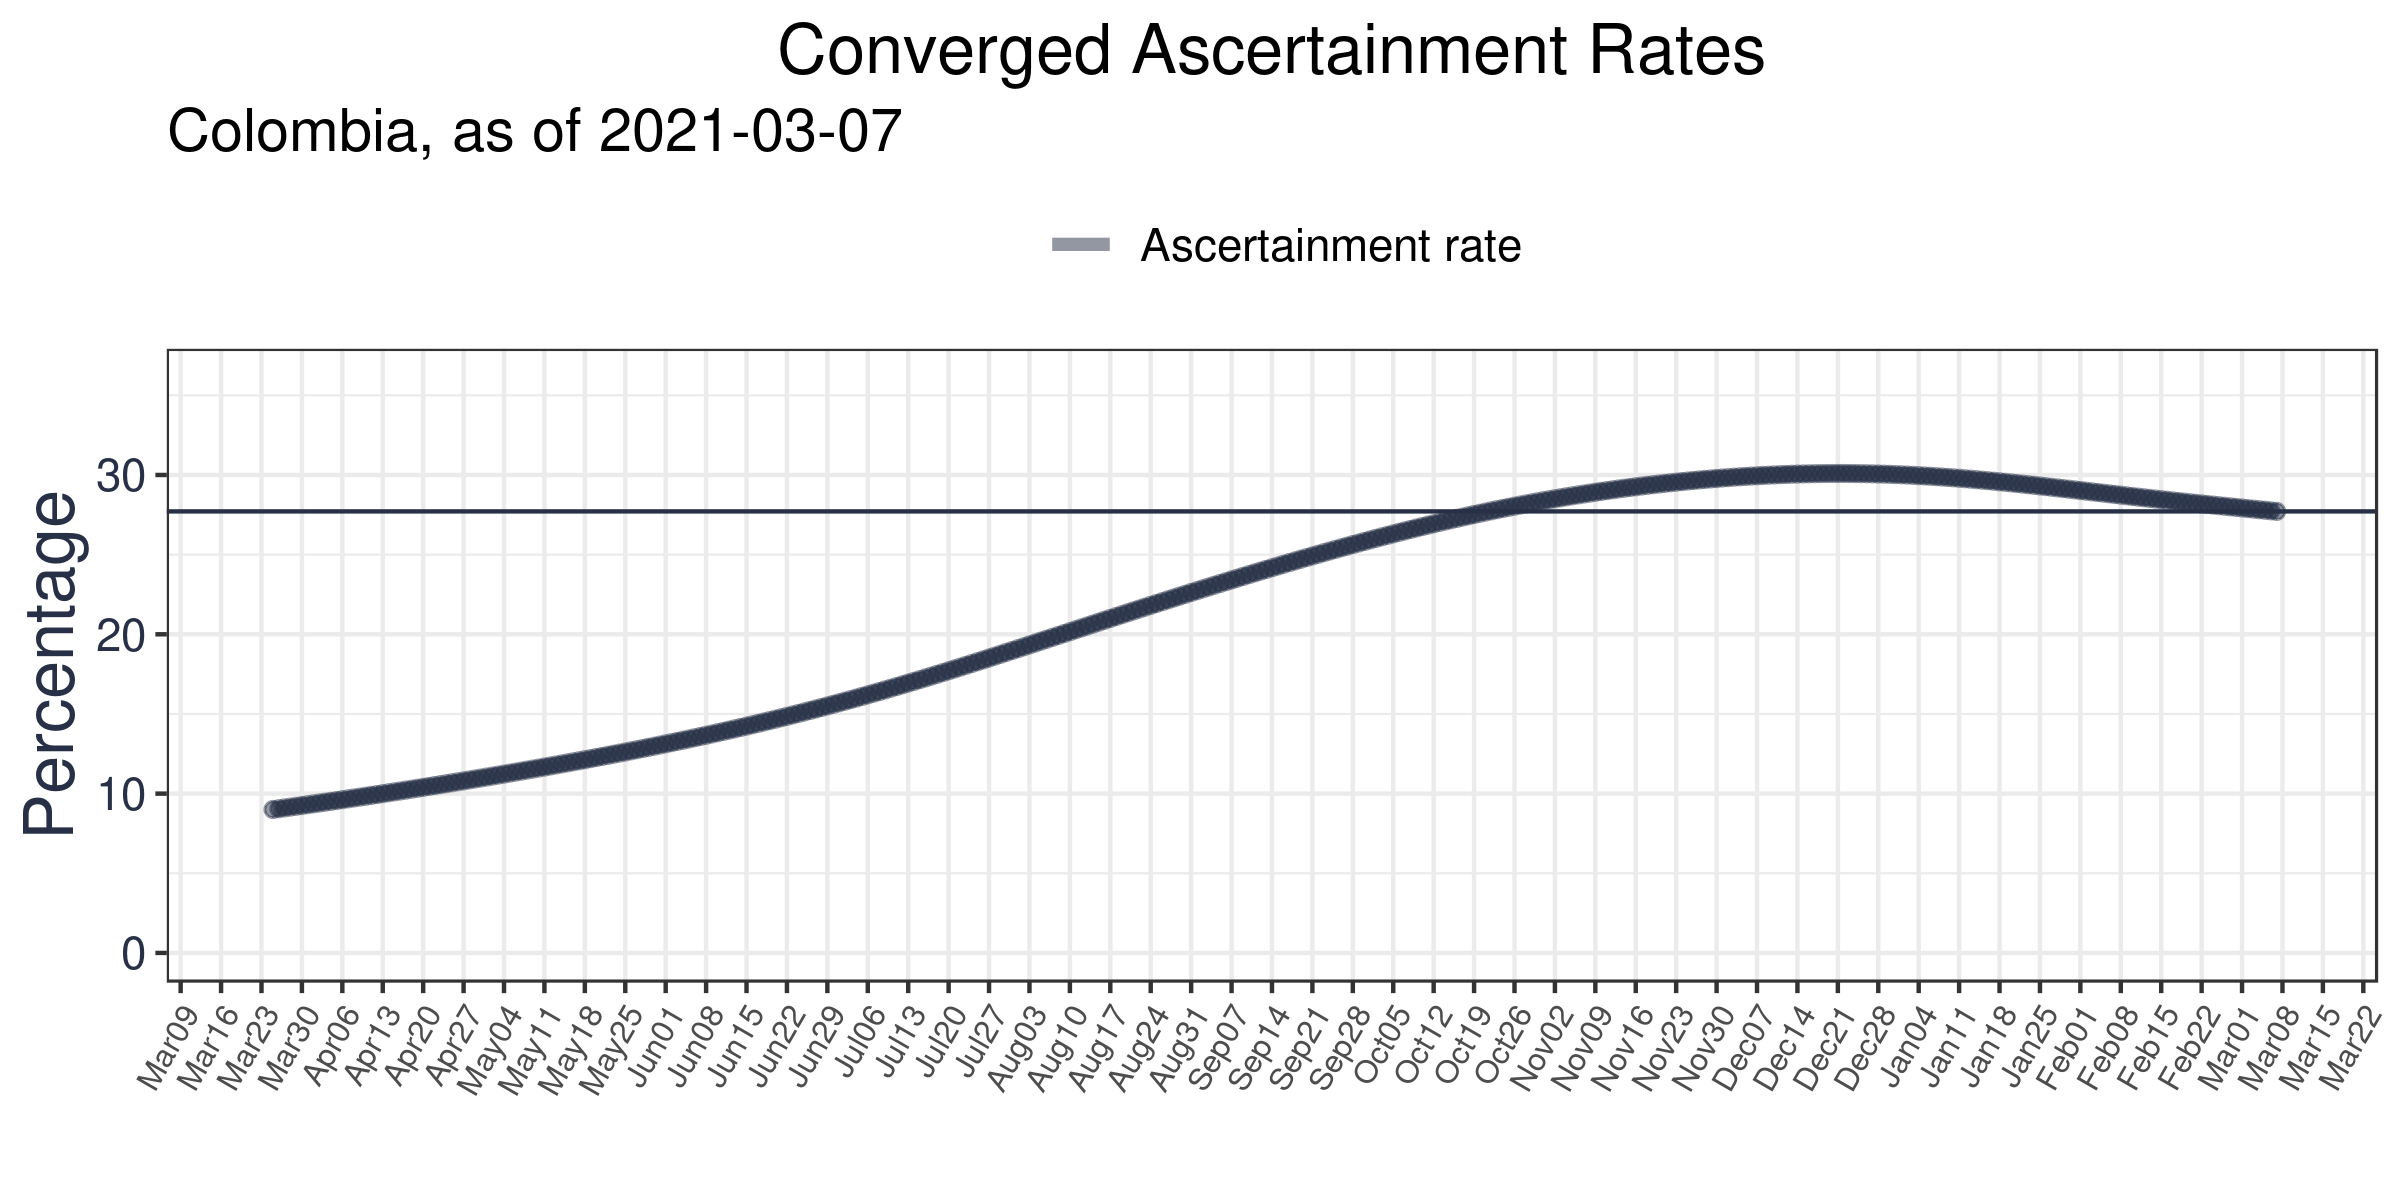 Converged Ascertainment Rates
Colombia, as of 2021-03-07
Ascertainment rate
Percentage
30
20
10
0
Mar09
Mar16
Mar23
Mar30
Apr06
Apr13
Apr20
Apr27
May04
May11
May18
May25
Jun01
Jun08
Jun15
Jun22
Jun29
Jul06
Jul13
Jul20
Jul27
Aug03
Aug10
Aug17
Aug24
Aug31
Sep07
Sep14
Sep21
Sep28
Oct05
Oct12
Oct19
Oct26
Nov02
Nov09
Nov16
Nov23
Nov30
Dec07
Dec14
Dec21
Dec28
Jan04
Jan11
Jan18
Jan25
Feb01
Feb08
Feb15
Feb22
Mar01
Mar08
Mar15
Mar22